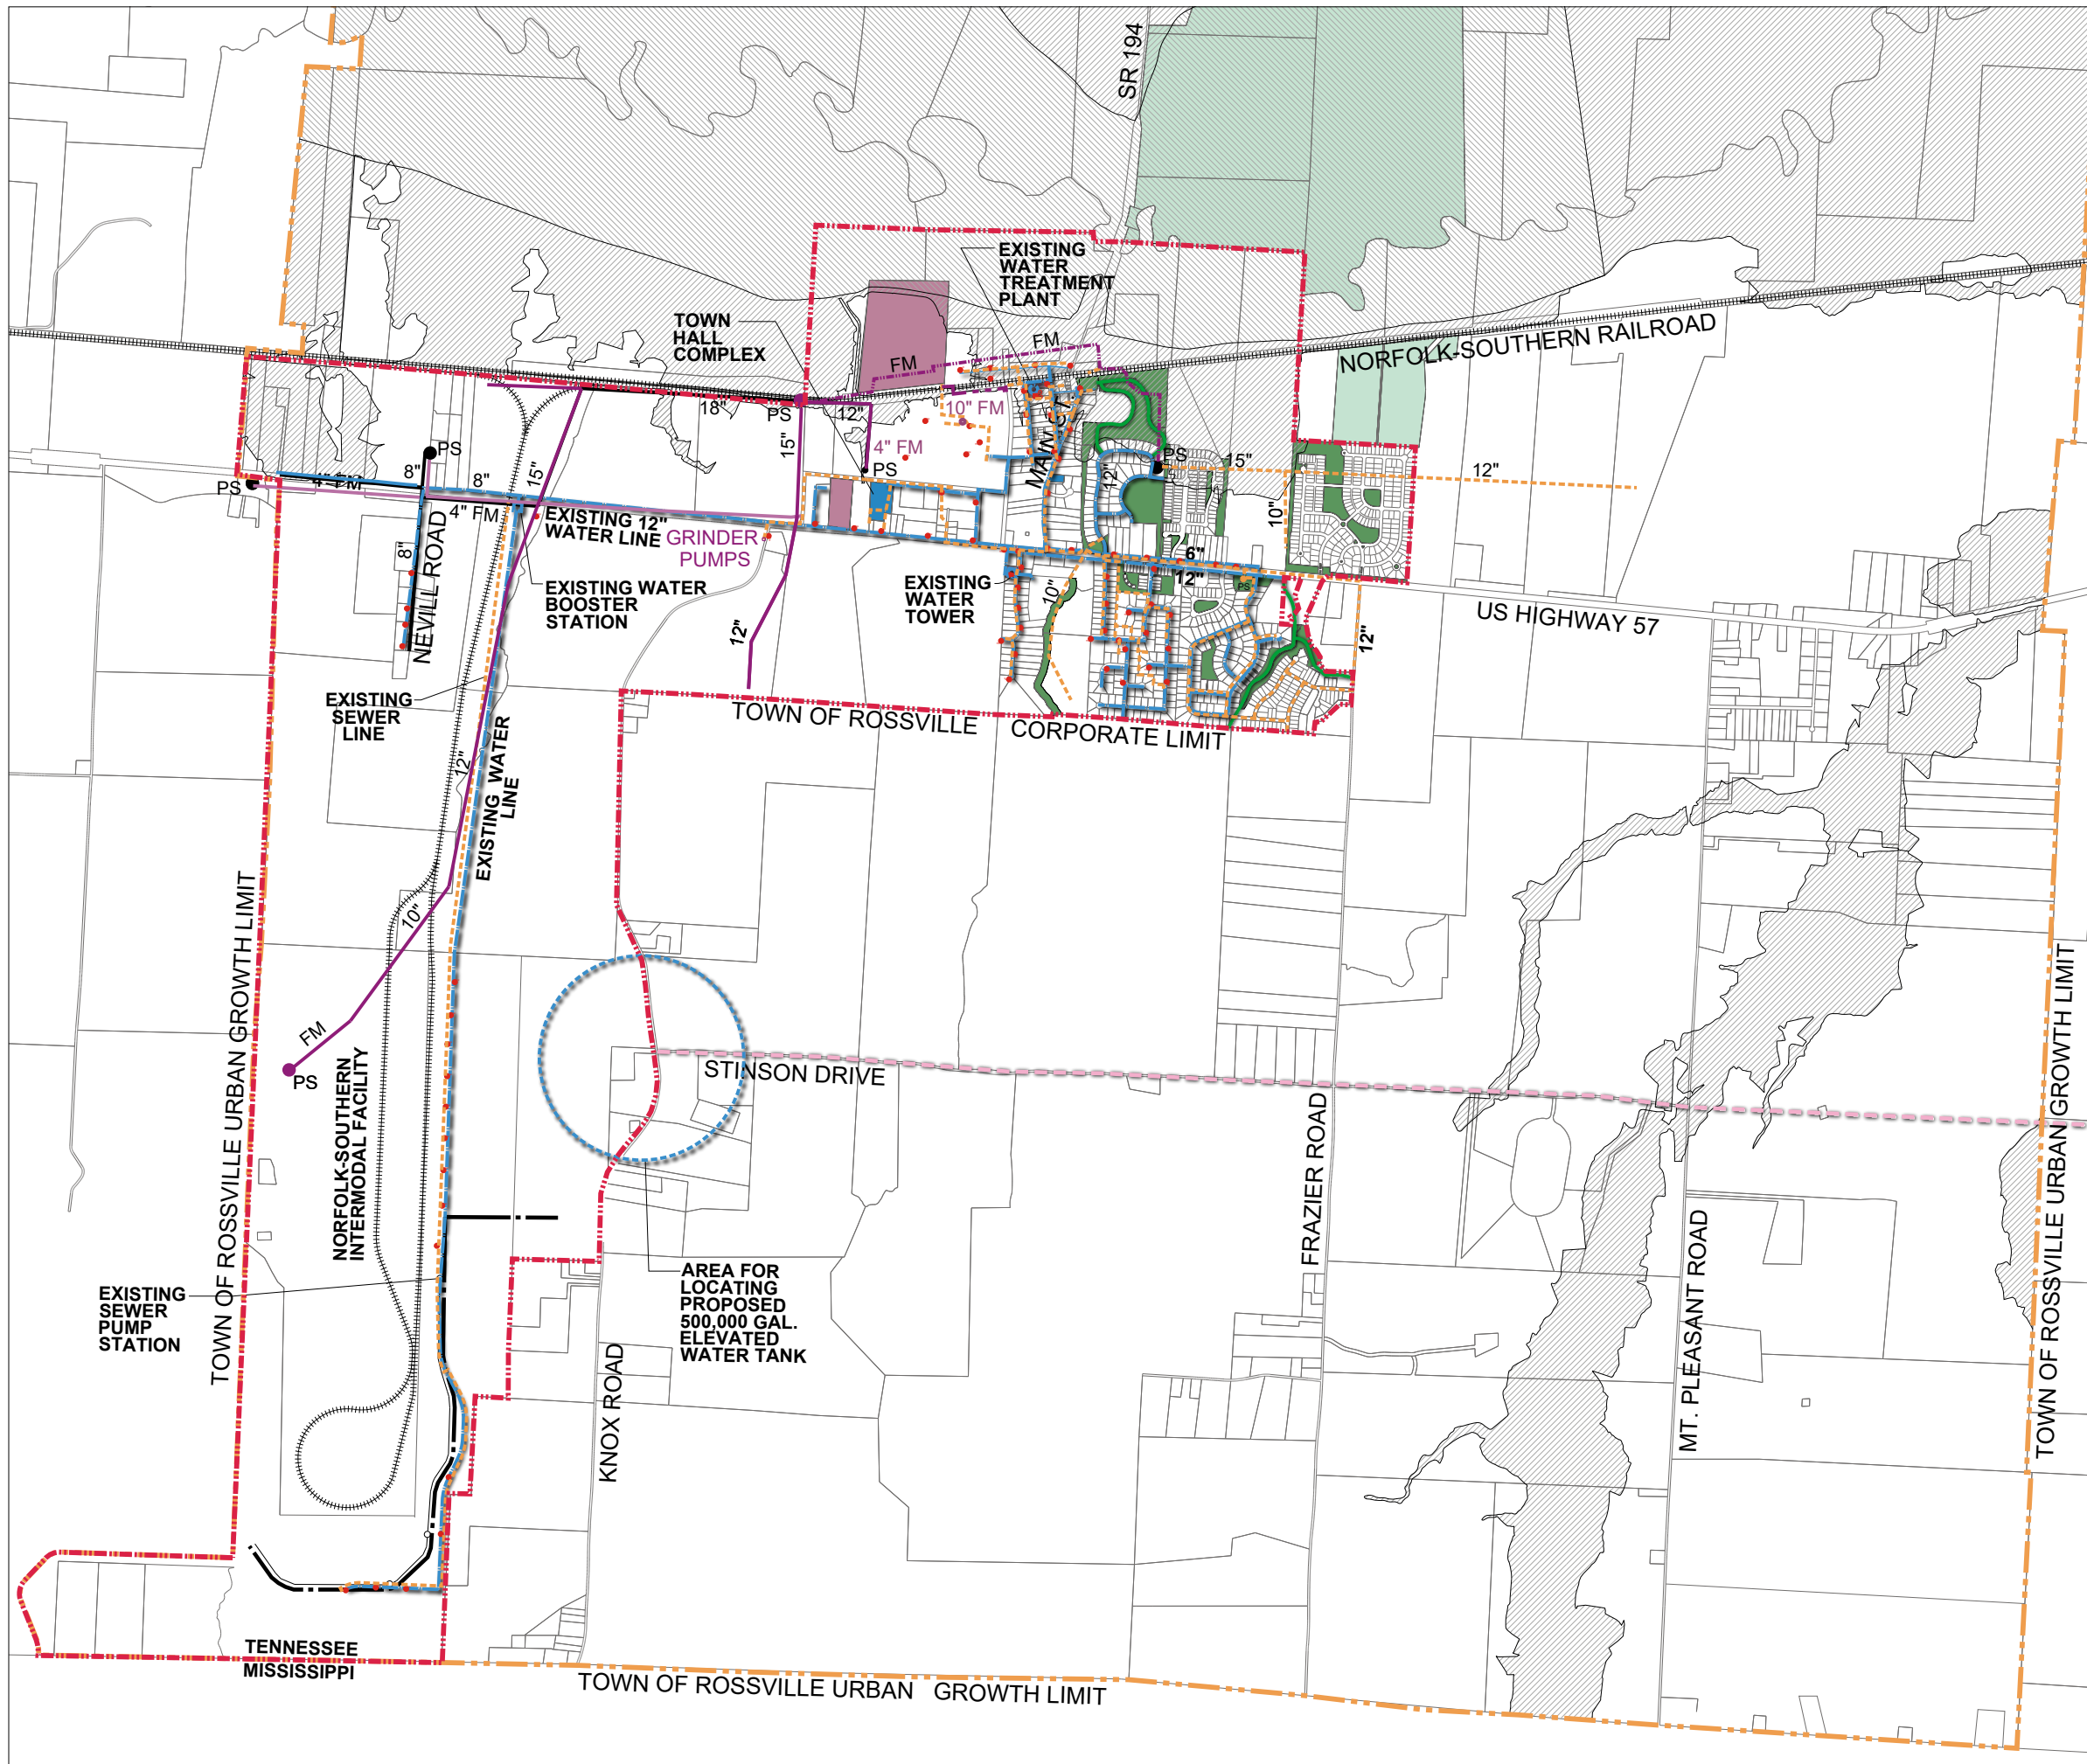 SR 194
EXISTING
WATER
TREATMENT
PLANT
TOWN
HALL
COMPLEX
FM
FM
NORFOLK-SOUTHERN RAILROAD
18"
PS
12"
10" FM
15"
4" FM
PS
MAIN ST.
12"
PS
15"
12"
10"
PS
8"
PS
4" FM
8"
15"
4" FM
EXISTING 12"
WATER LINE
GRINDER
PUMPS
NEVILL ROAD
8"
EXISTING WATER
BOOSTER
STATION
EXISTING
WATER
TOWER
6"
12"
PS
10"
12"
US HIGHWAY 57
12"
EXISTING
SEWER
LINE
TOWN OF ROSSVILLE CORPORATE LIMIT
12"
EXISTING WATER
LINE
10"
FM
PS
TOWN OF ROSSVILLE URBAN GROWTH LIMIT
NORFOLK-SOUTHERN
INTERMODAL FACILITY
STINSON DRIVE
FRAZIER ROAD
MT. PLEASANT ROAD
TOWN OF ROSSVILLE URBAN GROWTH LIMIT
EXISTING
SEWER
PUMP
STATION
AREA FOR
LOCATING
PROPOSED
500,000 GAL.
ELEVATED
WATER TANK
KNOX ROAD
TENNESSEE
MISSISSIPPI
TOWN OF ROSSVILLE URBAN GROWTH LIMIT